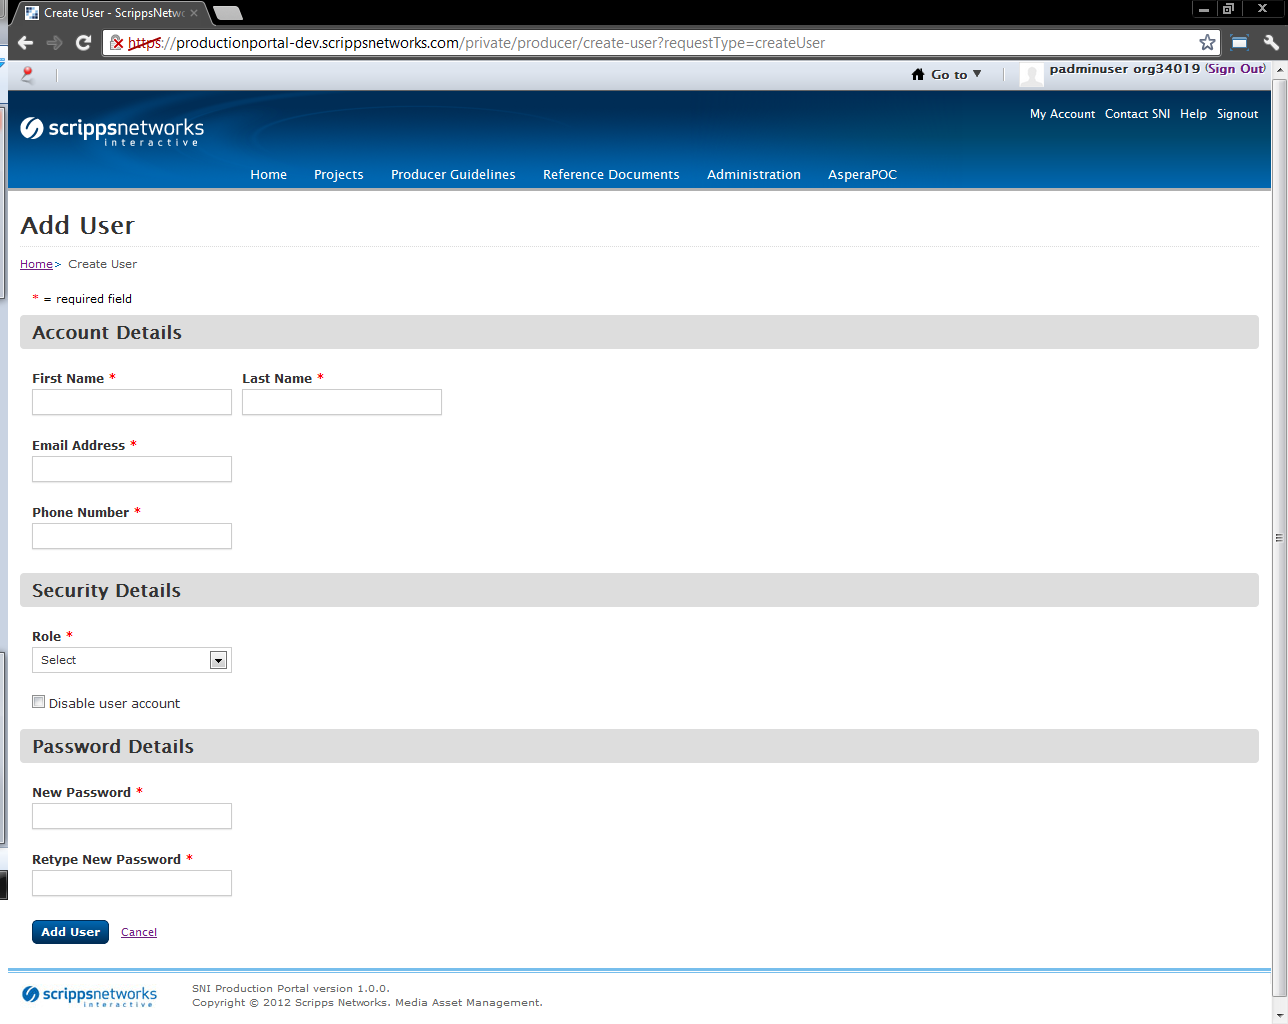 Create User - ScrippsNetw
https://productionportal-dev.scrippsnetworks.com/private/producer/create-user?requestType=createUser
Go to padminuser org34019 (Sign Out)
scrippsnetworks
interactive
My Account Contact SNI Help Signout
Home Projects Producer Guidelines Reference Documents Administration AsperaPOC
Add User
Home> Create User
* = required field
Account Details
First Name * Last Name *
Email Address *
Phone Number *
Security Details
Role *
Select
Disable user account
Password Details
New Password *
Retype New Password *
Add User Cancel
scrippsnetworks
interactive
SNI Production Portal version 1.0.0.
Copyright © 2012 Scripps Networks. Media Asset Management.